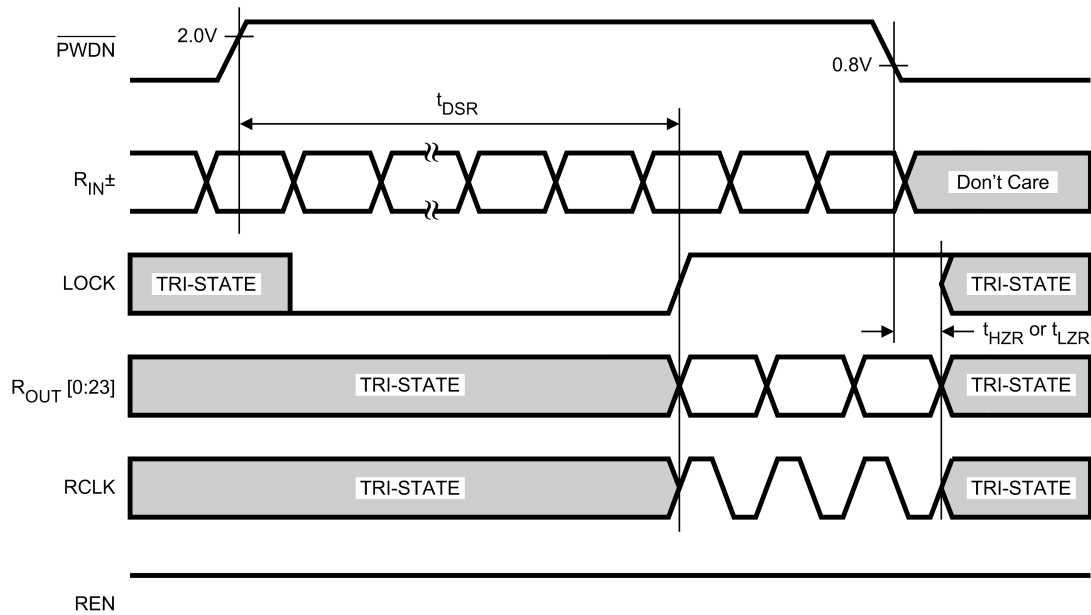 PWDN
2.0V
0.8V
tDSR
RIN±
Don't Care
LOCK
TRI-STATE
TRI-STATE
tHZR or tLZR
ROUT [0:23]
TRI-STATE
TRI-STATE
RCLK
TRI-STATE
TRI-STATE
REN